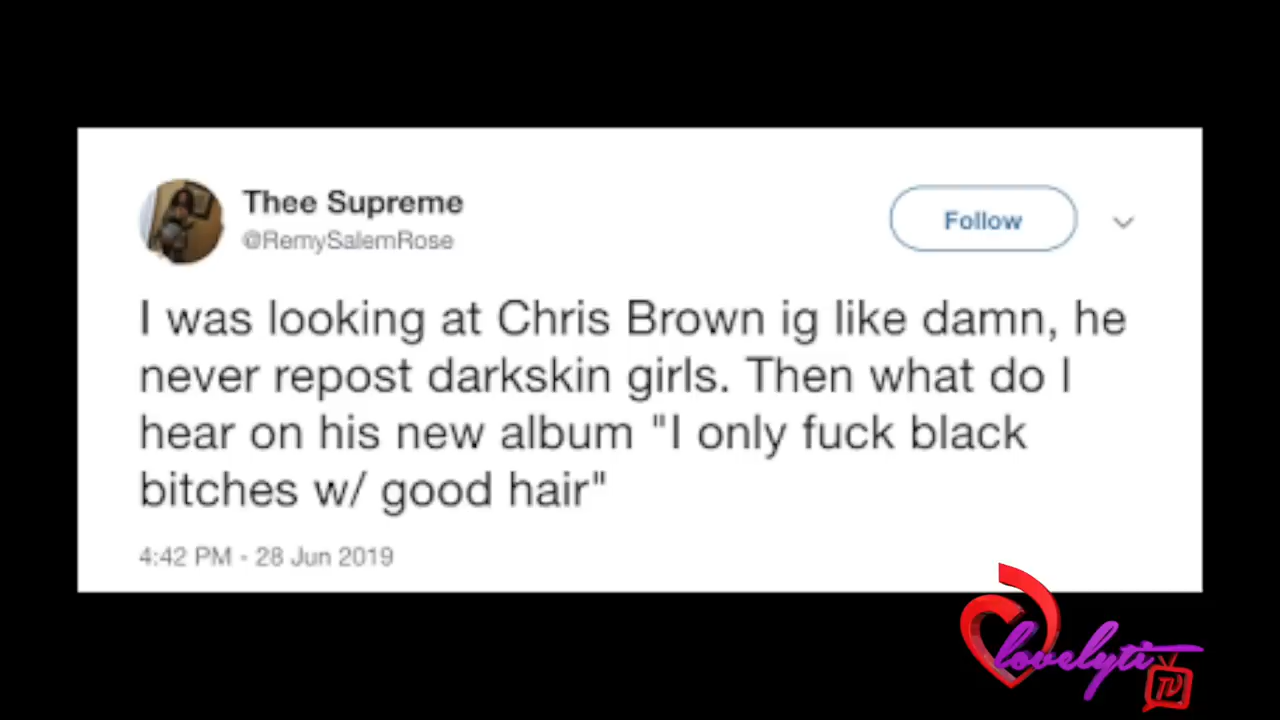 Thee Supreme
@RemySalemRose
Follow
I was looking at Chris Brown ig like damn, he
never repost darkskin girls. Then what do I
hear on his new album "I only fuck black
bitches w/ good hair"
4:42 PM - 28 Jun 2019
lovelyti
TV